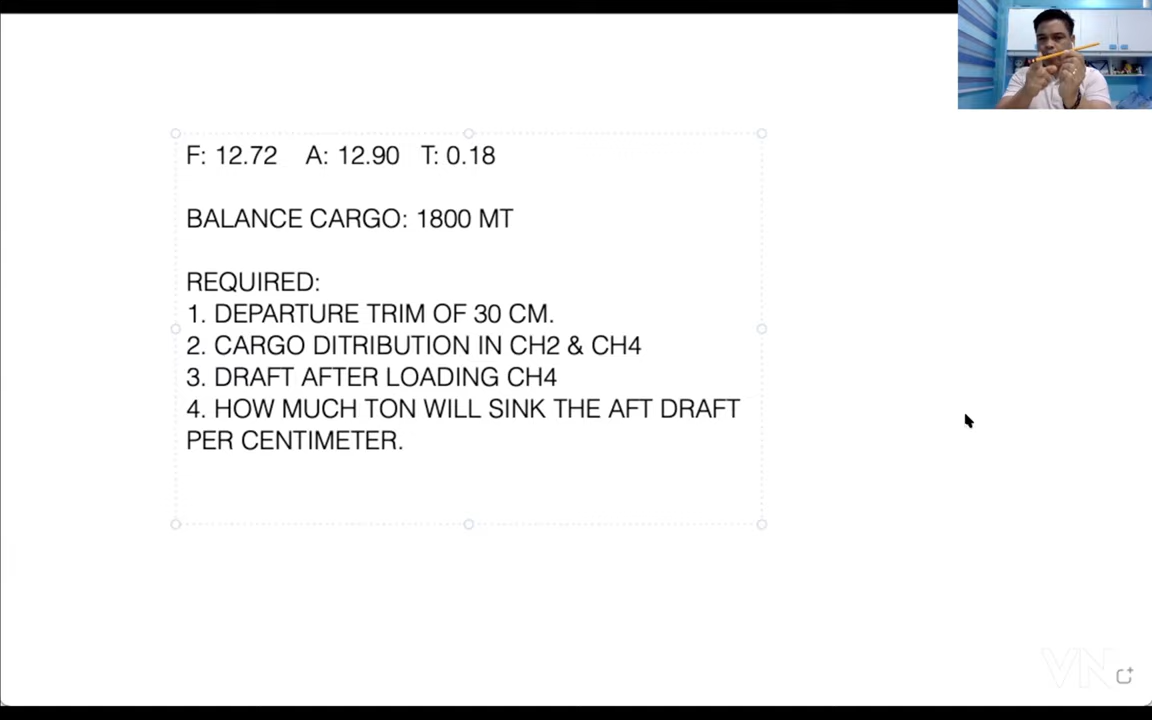 F: 12.72 A: 12.90 T: 0.18
BALANCE CARGO: 1800 MT
REQUIRED:
1. DEPARTURE TRIM OF 30 CM.
2. CARGO DITRIBUTION IN CH2 & CH4
3. DRAFT AFTER LOADING CH4
4. HOW MUCH TON WILL SINK THE AFT DRAFT
PER CENTIMETER.
VN